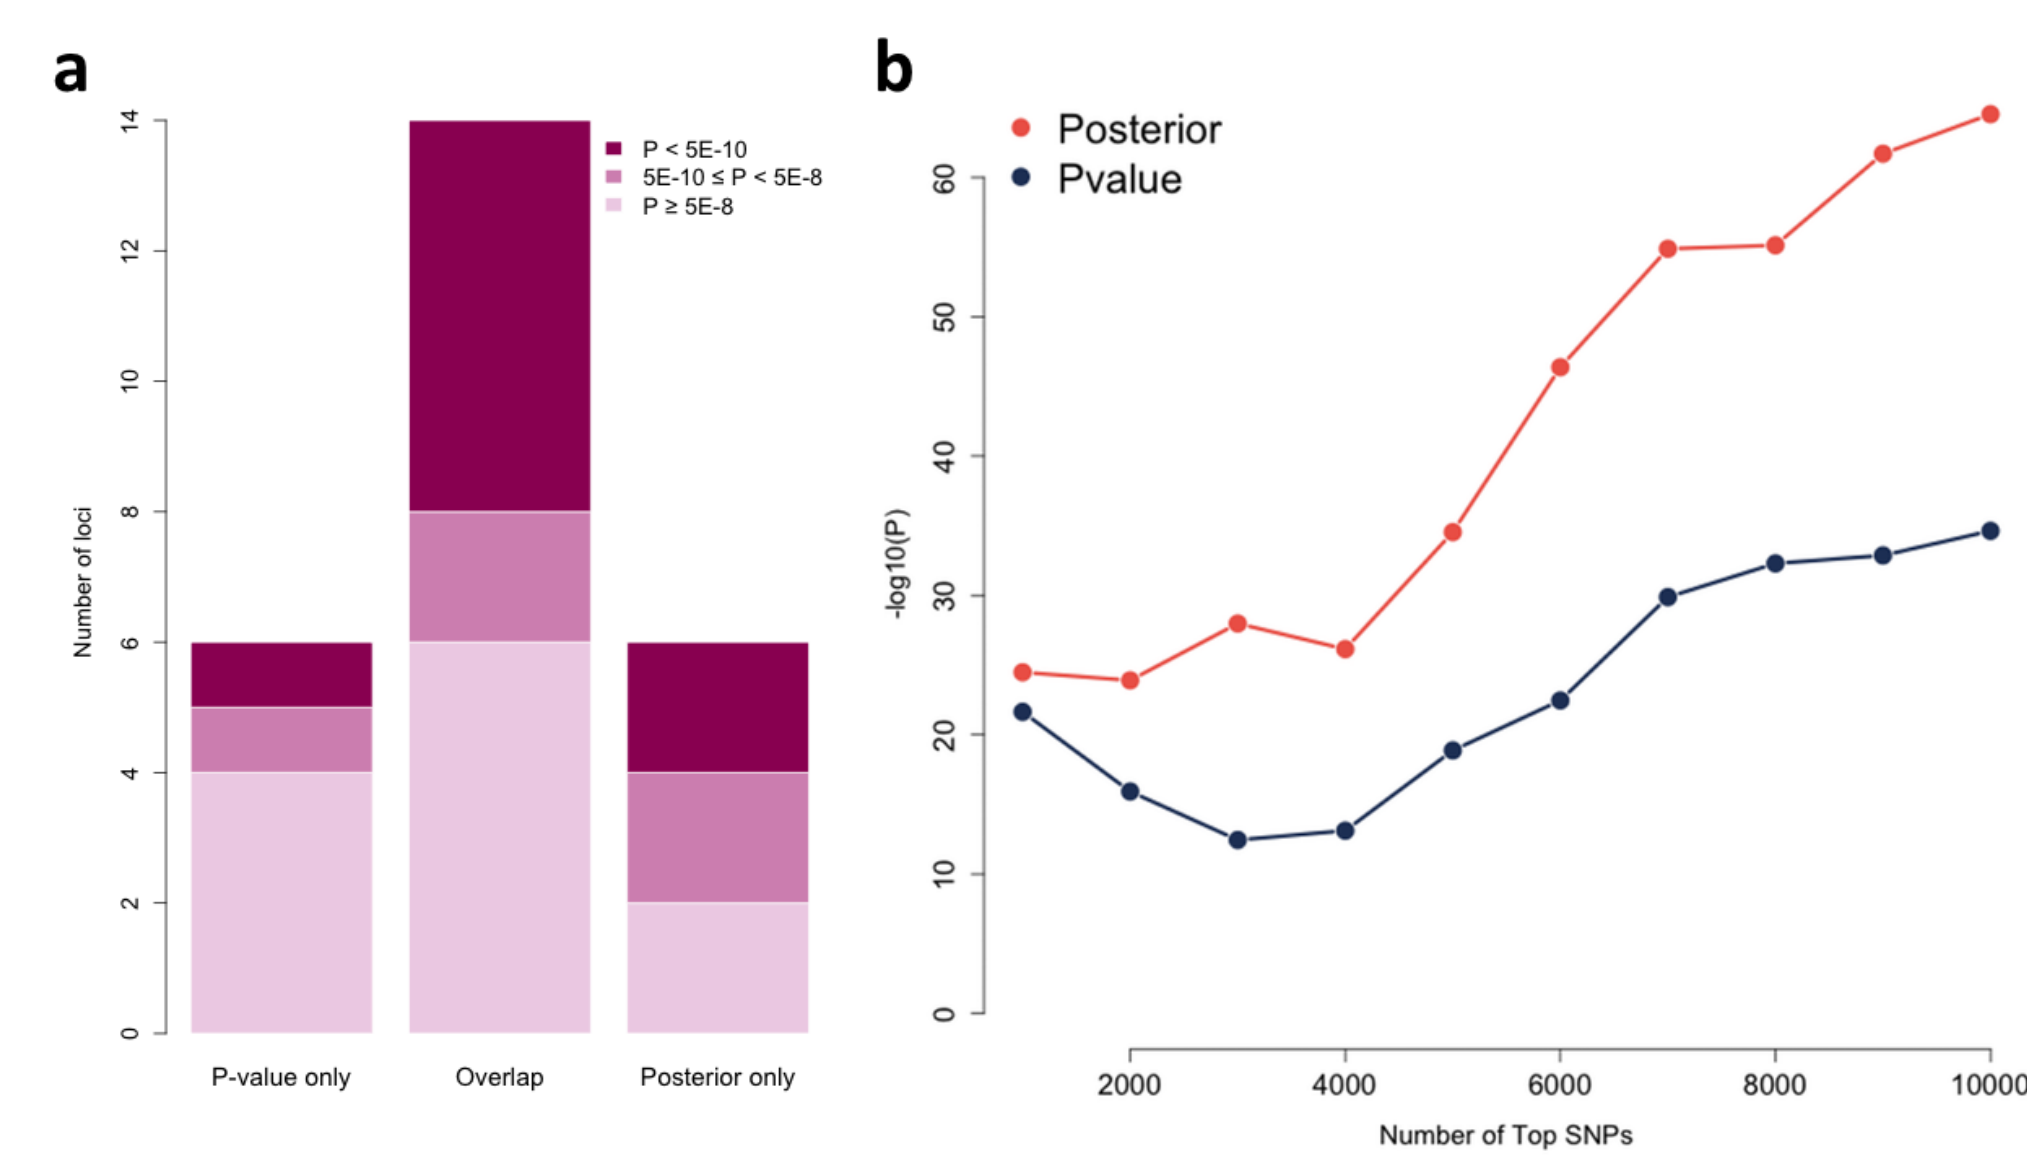 a
14
12
10
8
6
4
2
0
Number of loci
P < 5E-10
5E-10 ≤ P < 5E-8
P ≥ 5E-8
P-value only
Overlap
Posterior only
b
Posterior
Pvalue
60
50
40
30
20
10
0
-log10(P)
2000
4000
6000
8000
10000
Number of Top SNPs